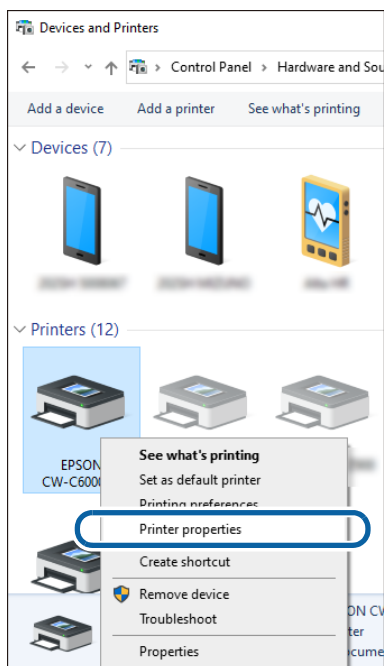 Devices and Printers
Control Panel > Hardware and Sou
Add a device Add a printer See what's printing
Devices (7)
Printers (12)
EPSON
CW-C600
See what's printing
Set as default printer
Printing preferences
Printer properties
Create shortcut
Remove device
Troubleshoot
Properties
ON CW
ter
ocume